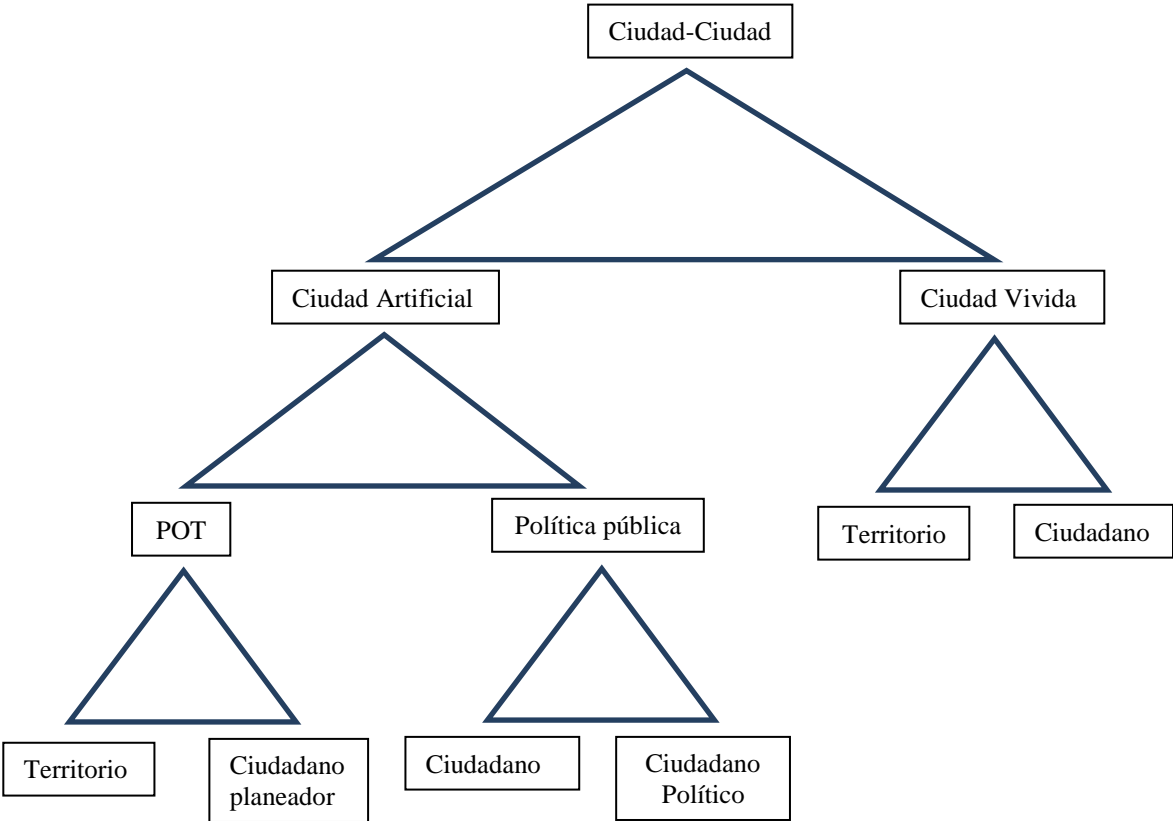 Ciudad-Ciudad
Ciudad Artificial
Ciudad Vivida
POT
Política pública
Territorio
Ciudadano
Territorio
Ciudadano
planeador
Ciudadano
Ciudadano
Político